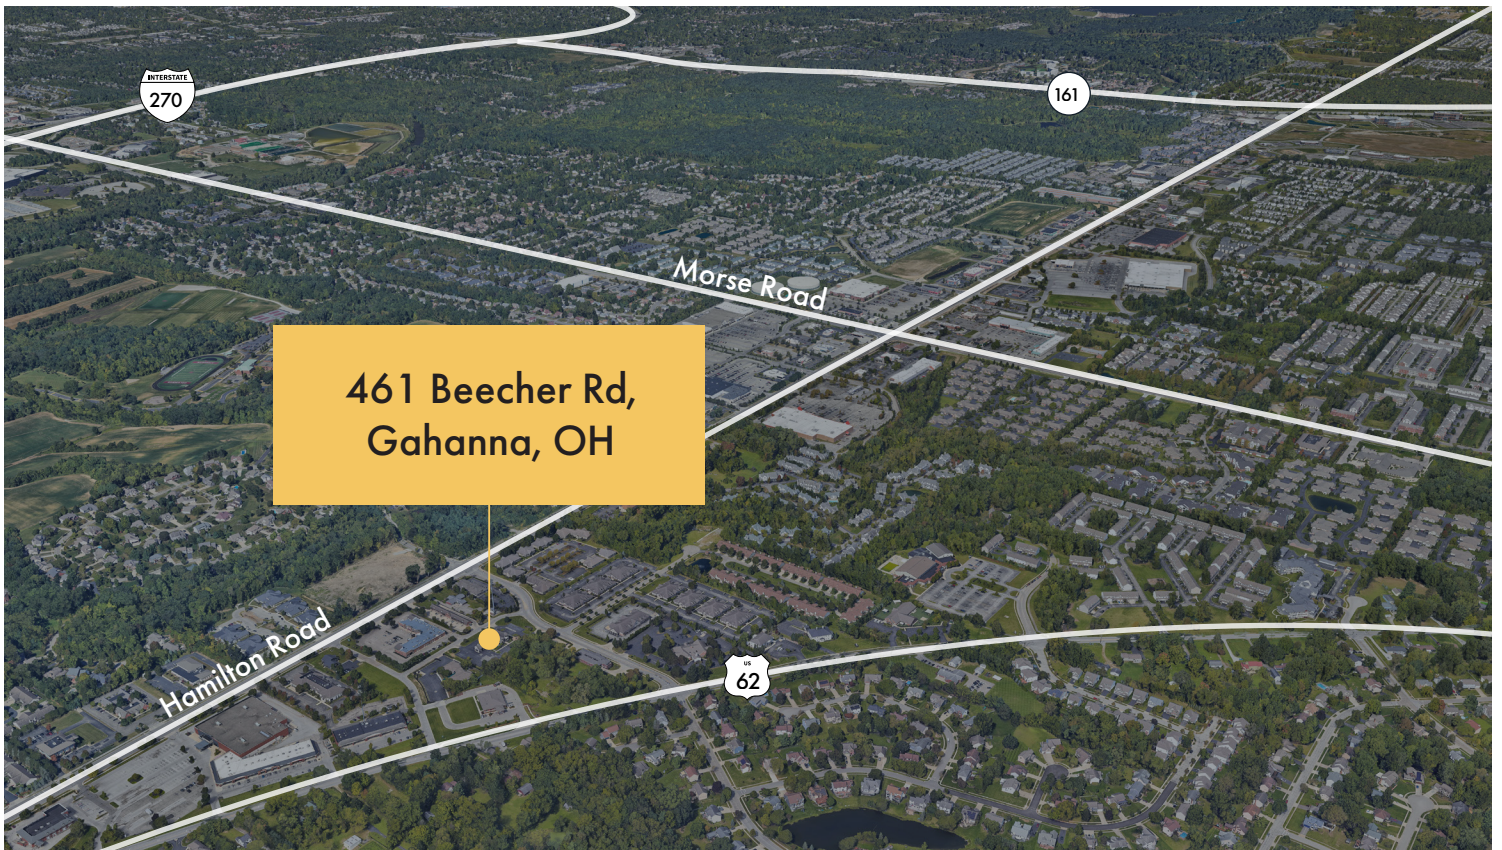 INTERSTATE
270
161
Morse Road
461 Beecher Rd,
Gahanna, OH
Hamilton Road
US
62